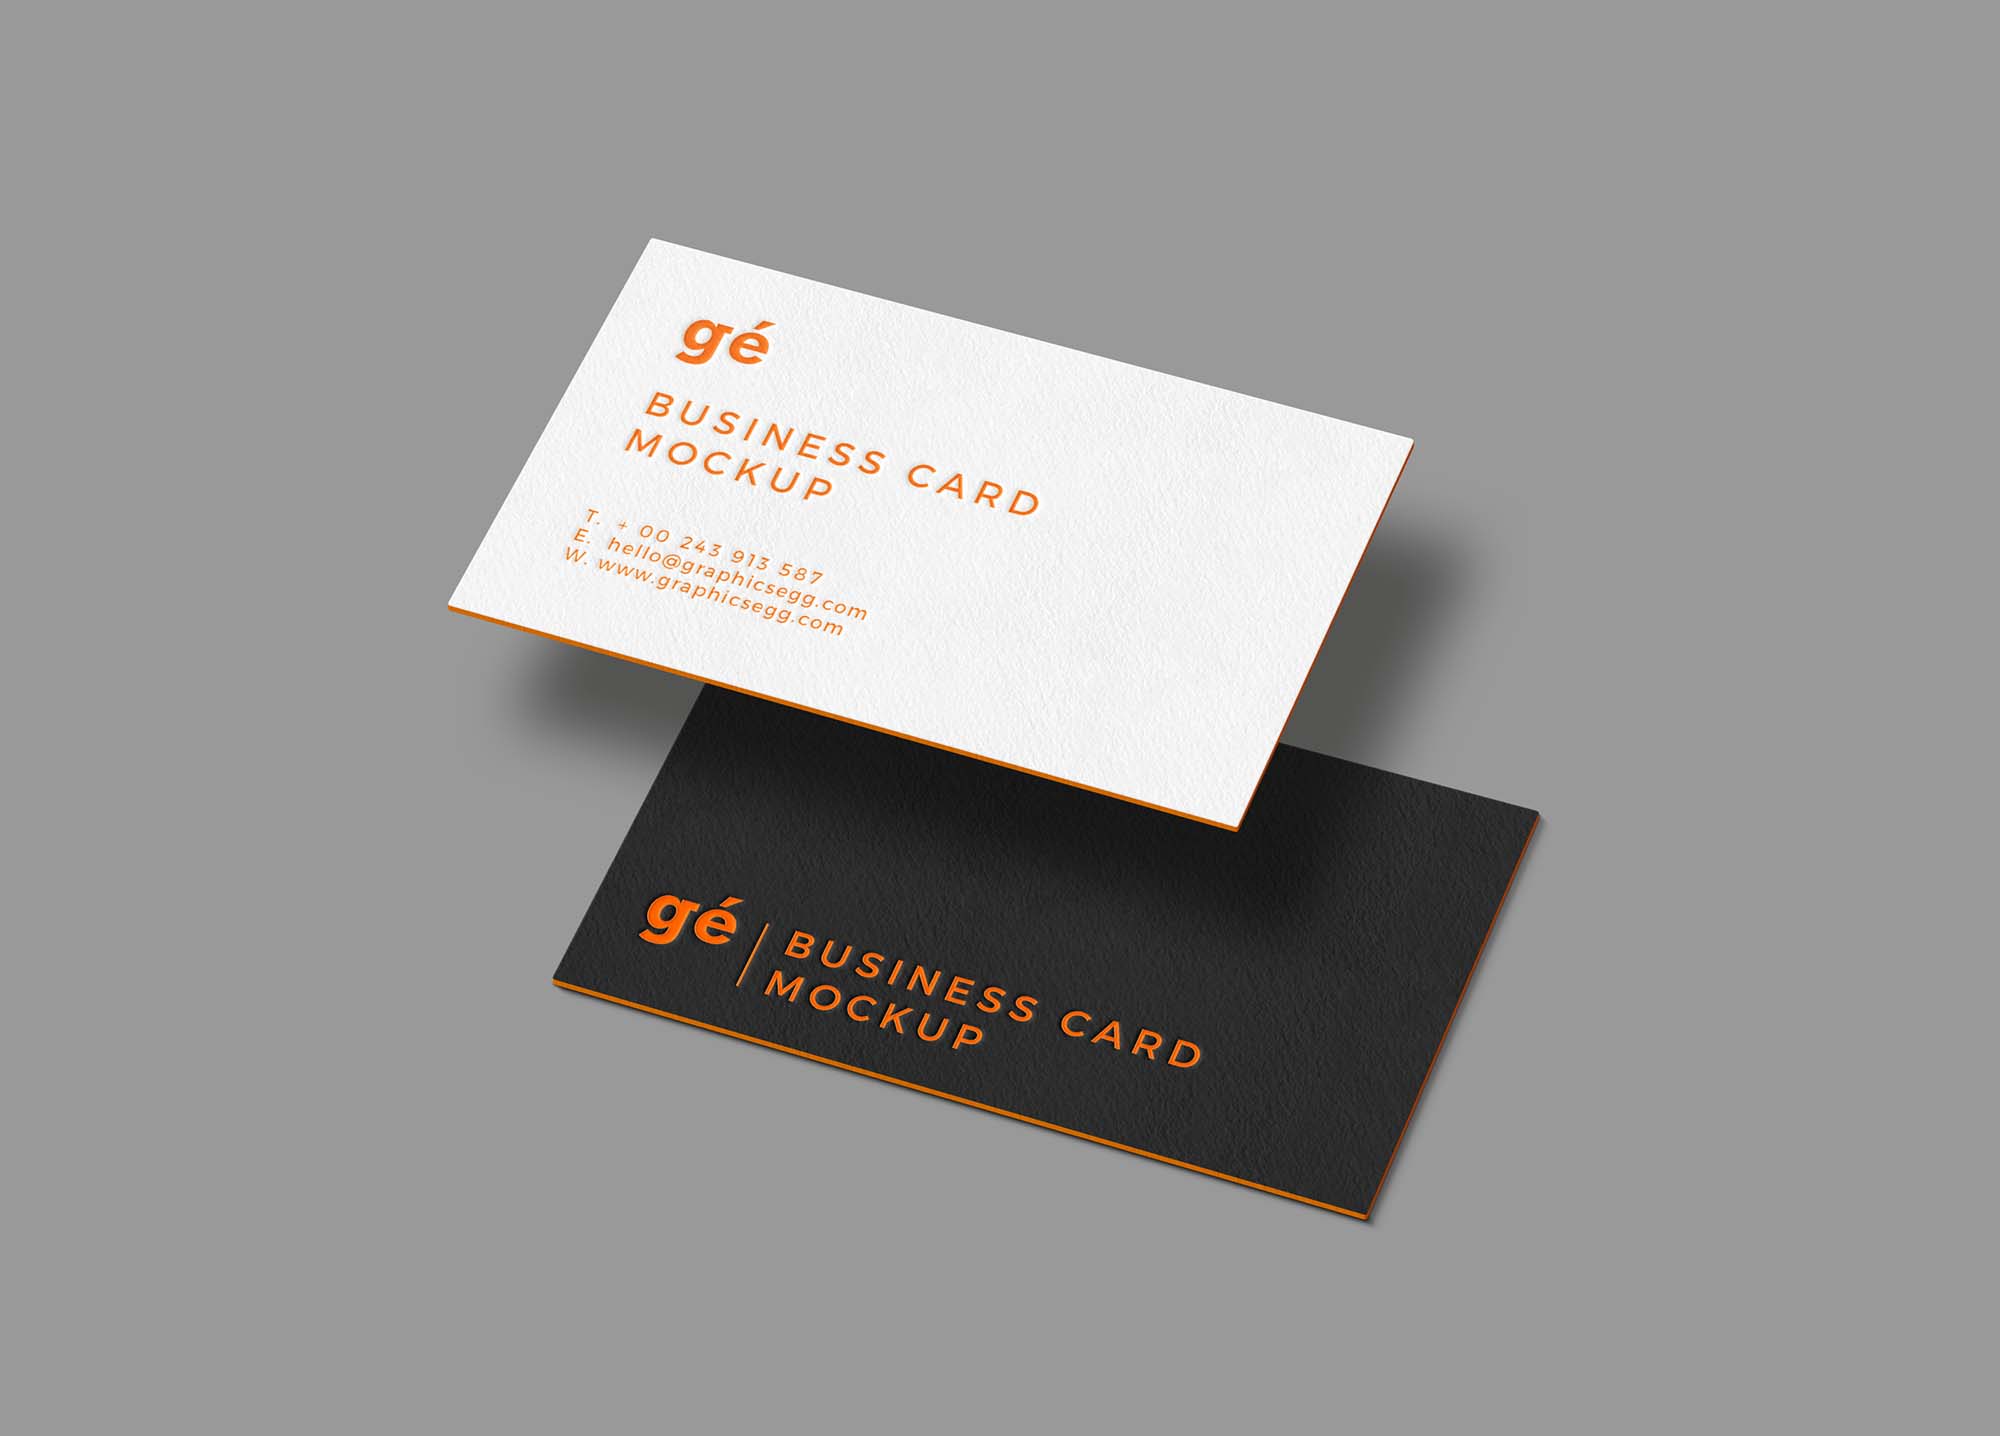 gé
BUSINESS CARD
MOCKUP
T. + 00 243 913 587
E. hello@graphicsegg.com
W. www.graphicsegg.com
gé
BUSINESS CARD
MOCKUP